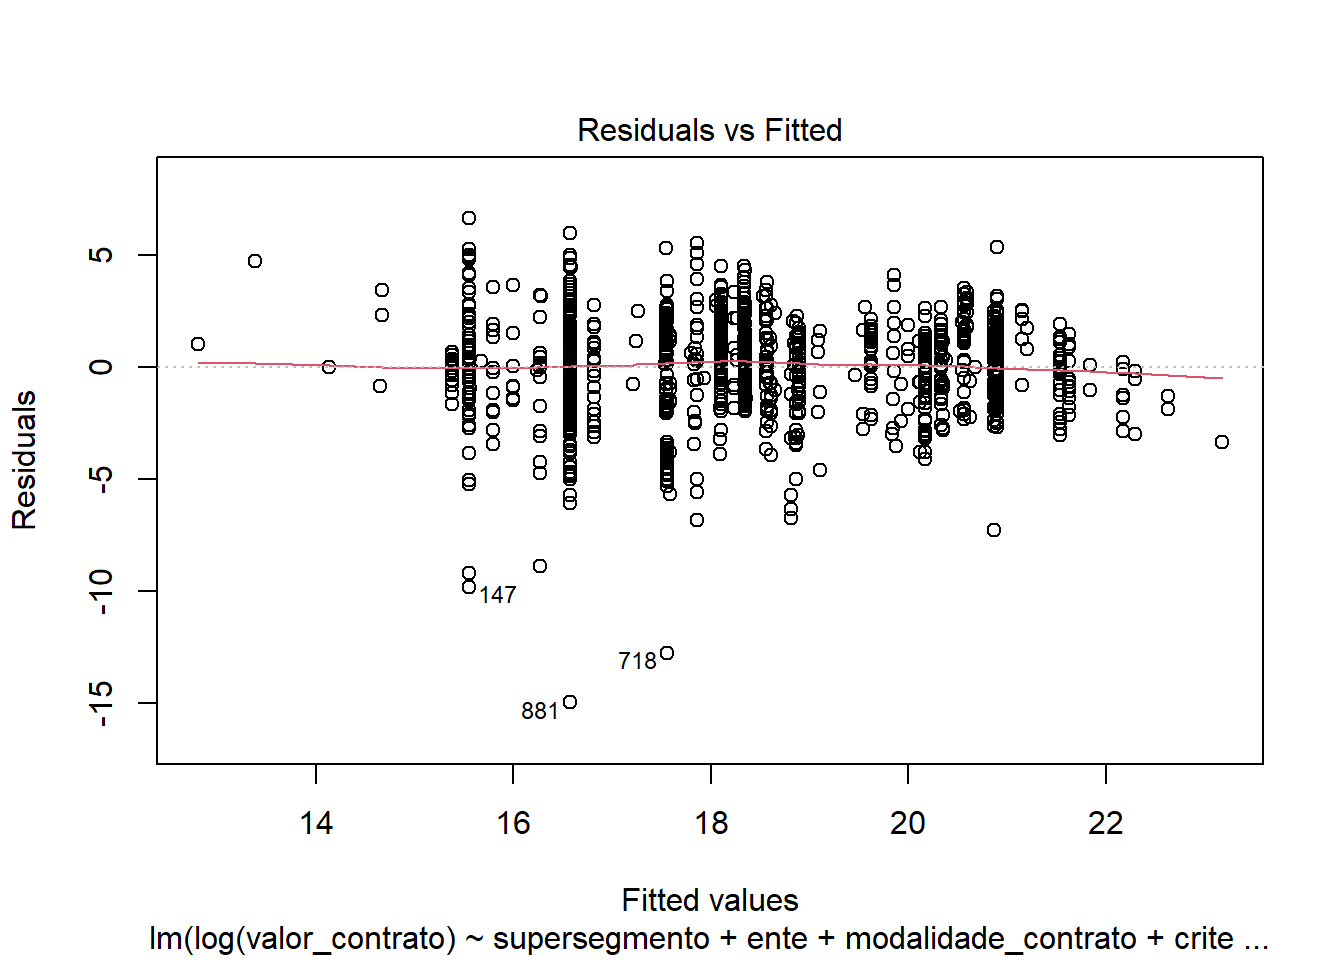 Residuals vs Fitted
Residuals
5
0
-5
-10
-15
147
718
881
14 16 18 20 22
Fitted values
lm(log(valor_contrato) ~ supersegmento + ente + modalidade_contrato + crite ...